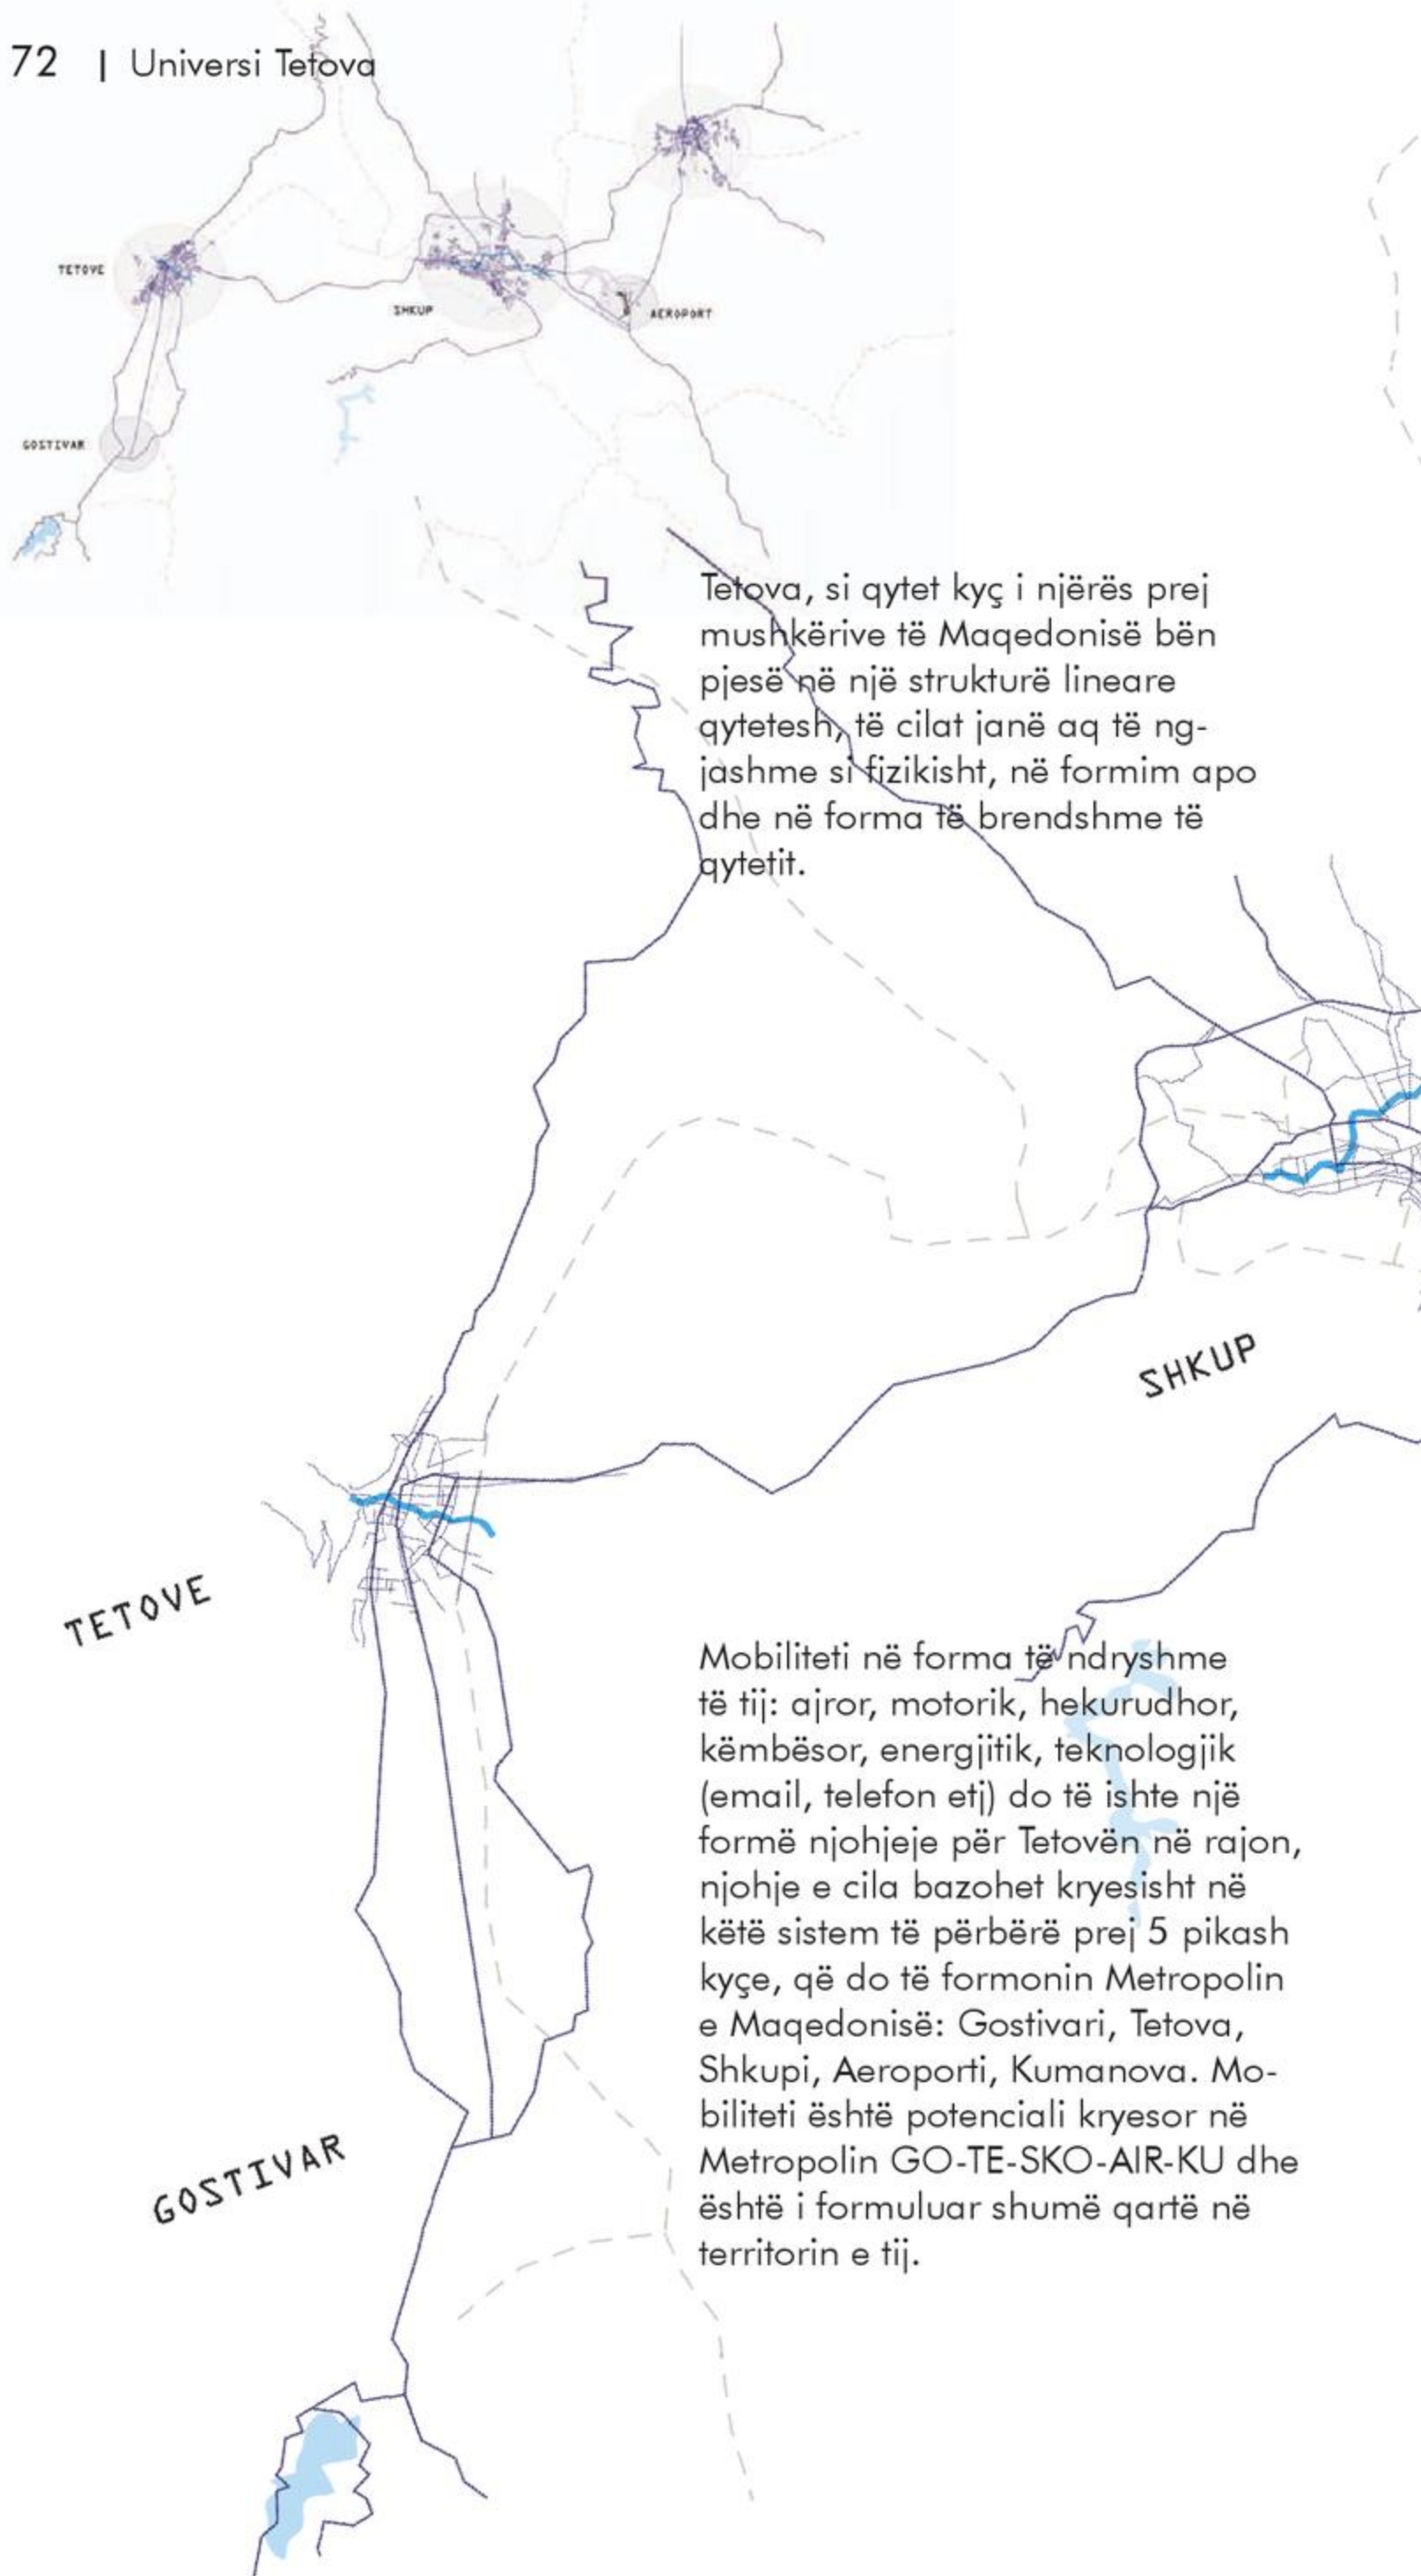 72 | Universi Tetova
TETOVE
SHKUP
AEROPORT
GOSTIVAR
Tetova, si qytet kyç i njërës prej
mushkërive të Maqedonisë bën
pjesë në një strukturë lineare
qytetesh, të cilat janë aq të ng-
jashme si fizikisht, në formim apo
dhe në forma të brendshme të
qytetit.
SHKUP
TETOVE
Mobiliteti në forma të ndryshme
të tij: ajror, motorik, hekurudhor,
këmbësor, energjitik, teknologjik
(email, telefon etj) do të ishte një
formë njohjeje për Tetovën në rajon,
njohje e cila bazohet kryesisht në
këtë sistem të përbërë prej 5 pikash
kyçe, që do të formonin Metropolin
e Maqedonisë: Gostivari, Tetova,
Shkupi, Aeroporti, Kumanova. Mo-
biliteti është potenciali kryesor në
Metropolin GO-TE-SKO-AIR-KU dhe
është i formuluar shumë qartë në
territorin e tij.
GOSTIVAR